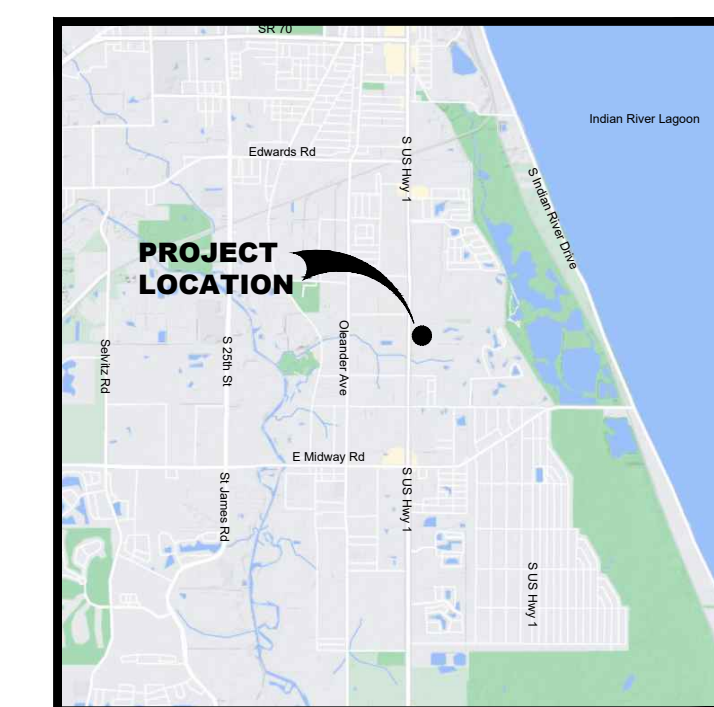 SR 70
Indian River Lagoon
Edwards Rd
S US Hwy 1
S Indian River Drive
PROJECT
LOCATION
Selvitz Rd
S 25th St
Oleander Ave
E Midway Rd
St James Rd
S US Hwy 1
S US Hwy 1